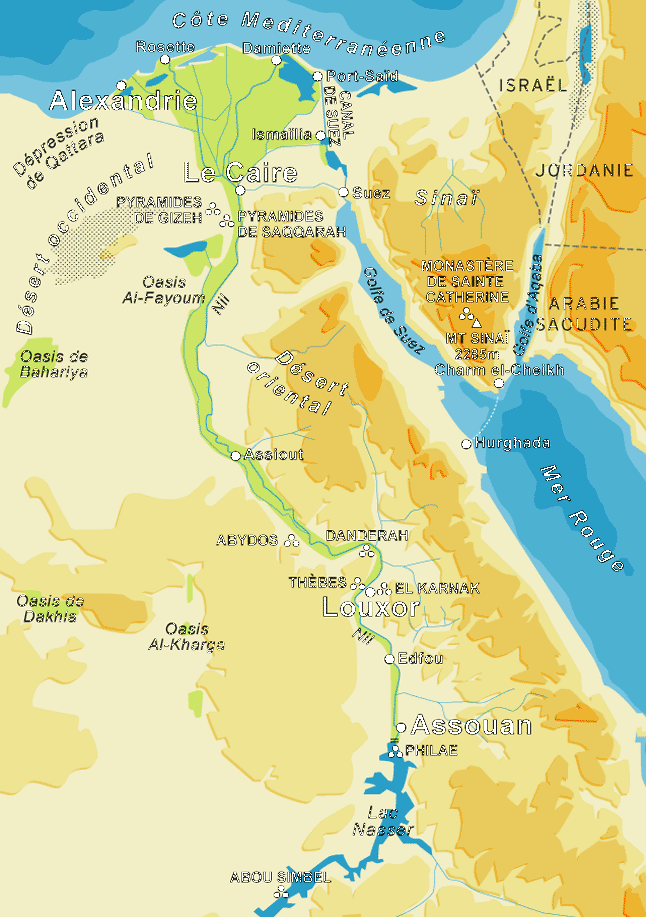 Côte Mediterranéenne
Rosette
Damiette
Port-Saïd
ISRAËL
Alexandrie
CANAL
DE SUEZ
Ismaïlia
Dépression
de Qattara
Le Caire
JORDANIE
Suez
Sinaï
Désert occidental
PYRAMIDES
DE GIZEH
PYRAMIDES
DE SAQQARAH
MONASTÈRE
DE SAINTE
CATHERINE
Golfe d'Aqaba
Oasis
Al-Fayoum
Nil
Golfe de Suez
ARABIE
SAOUDITE
MT SINAÏ
2285m
Oasis de
Bahariya
Désert
oriental
Charm el-Cheikh
Hurghada
Assiout
Mer Rouge
ABYDOS
DANDERAH
THÈBES
EL KARNAK
Oasis de
Dakhis
Louxor
Oasis
Al-Kharga
Nil
Edfou
Assouan
PHILAE
Lac
Nasser
ABOU SIMBEL